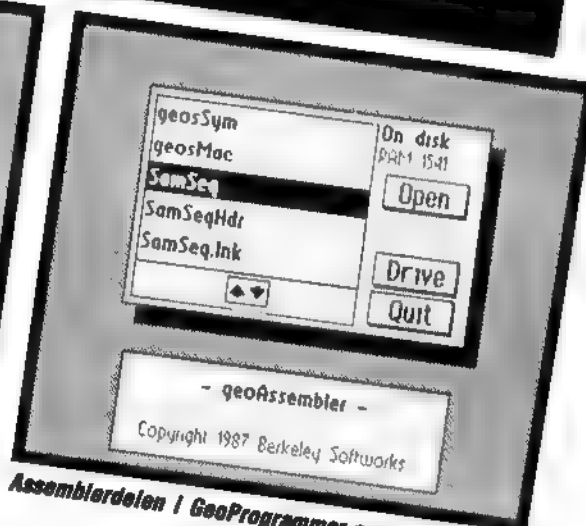 geosSym
geosMac
SamSeq
SamSeqHdr
SamSeq.lnk
On disk
RAM 1541
Open
Drive
Quit
- geoAssembler -
Copyright 1987 Berkeley Softworks
Assemblerdelen i GeoProgrammer